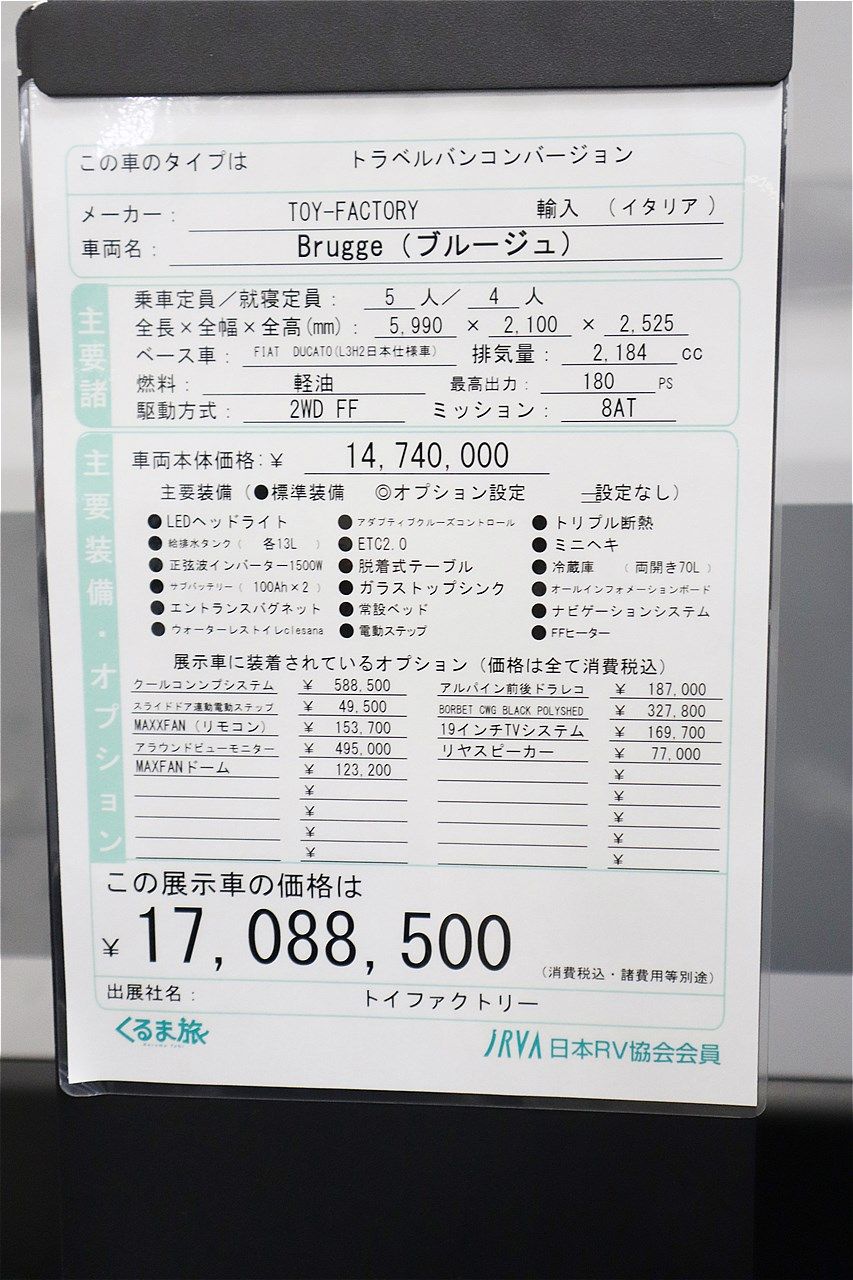 この車のタイプは トラベルバンコンバージョン
メーカー： TOY-FACTORY 輸入 （イタリア）
車両名： Brugge（ブルージュ）
主要諸
乗車定員／就寝定員： 5 人／ 4 人
全長×全幅×全高(mm)： 5,990 × 2,100 × 2,525
ベース車： FIAT DUCATO(L3H2日本仕様車) 排気量： 2,184 cc
燃料： 軽油 最高出力： 180 PS
駆動方式： 2WD FF ミッション： 8AT
主要装備・オプション
車両本体価格：¥ 14,740,000
主要装備（●標準装備 ◎オプション設定 ―設定なし）
●LEDヘッドライト ●アダプティブクルーズコントロール ●トリプル断熱
●給排水タンク（ 各13L ） ●ETC2.0 ●ミニヘキ
●正弦波インバーター1500W ●脱着式テーブル ●冷蔵庫 （両開き70L）
●サブバッテリー（ 100Ah×2 ） ●ガラストップシンク ●オールインフォメーションボード
●エントランスバグネット ●常設ベッド ●ナビゲーションシステム
●ウォーターレストイレclesana ●電動ステップ ●FFヒーター
展示車に装着されているオプション（価格は全て消費税込）
クールコンンプシステム ¥ 588,500 アルパイン前後ドラレコ ¥ 187,000
スライドドア連動電動ステップ ¥ 49,500 BORBET CWG BLACK POLYSHED ¥ 327,800
MAXXFAN（リモコン） ¥ 153,700 19インチTVシステム ¥ 169,700
アラウンドビューモニター ¥ 495,000 リヤスピーカー ¥ 77,000
MAXFANドーム ¥ 123,200 ¥
¥ ¥
¥ ¥
¥ ¥
¥ ¥
この展示車の価格は
¥ 17,088,500 （消費税込・諸費用等別途）
出展社名： トイファクトリー
くるま旅 JRVA 日本RV協会会員